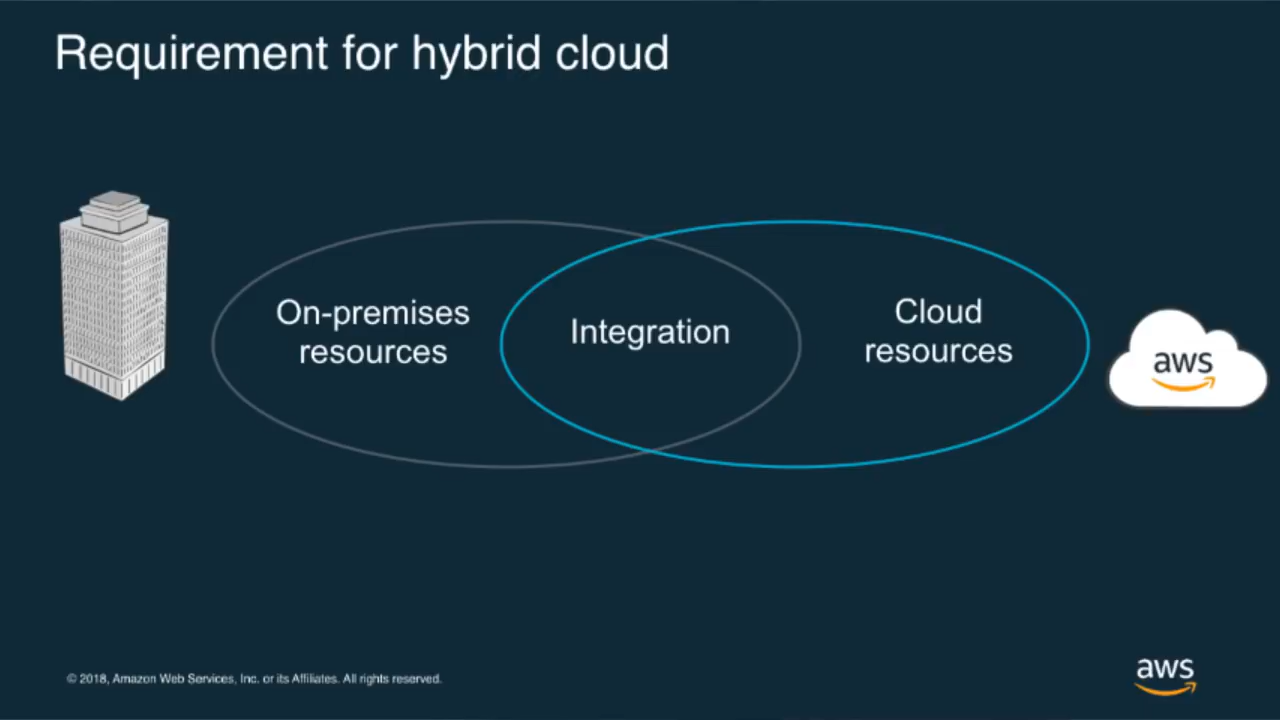 Requirement for hybrid cloud
On-premises
resources
Integration
Cloud
resources
aws
© 2018, Amazon Web Services, Inc. or its Affiliates. All rights reserved.
aws